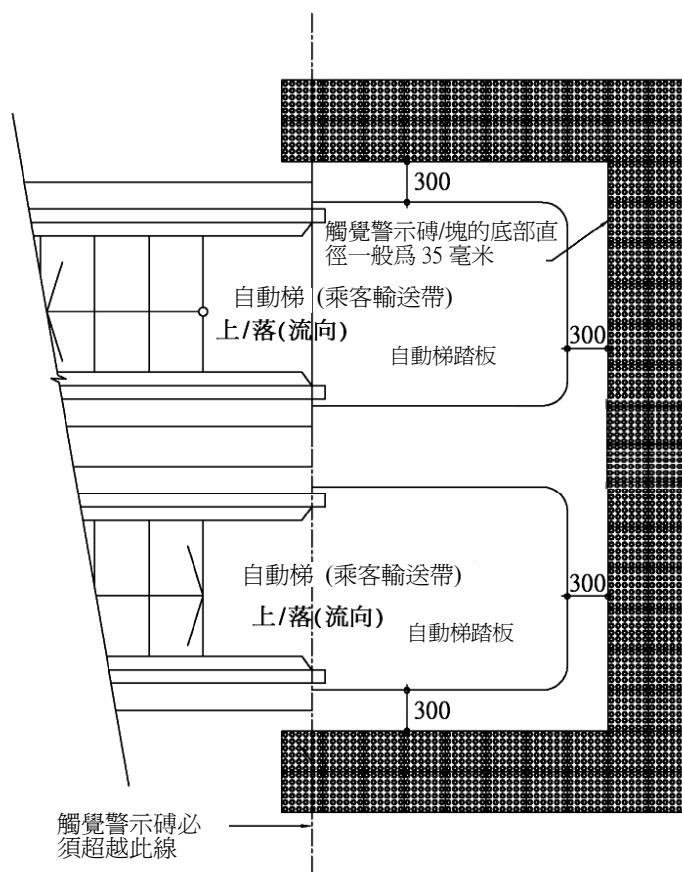 300
觸覺警示磚/塊的底部直
徑一般爲 35 毫米
自動梯 (乘客輸送帶)
上/落(流向)
300
自動梯踏板
自動梯 (乘客輸送帶)
300
上/落(流向)
自動梯踏板
300
觸覺警示磚必
須超越此線